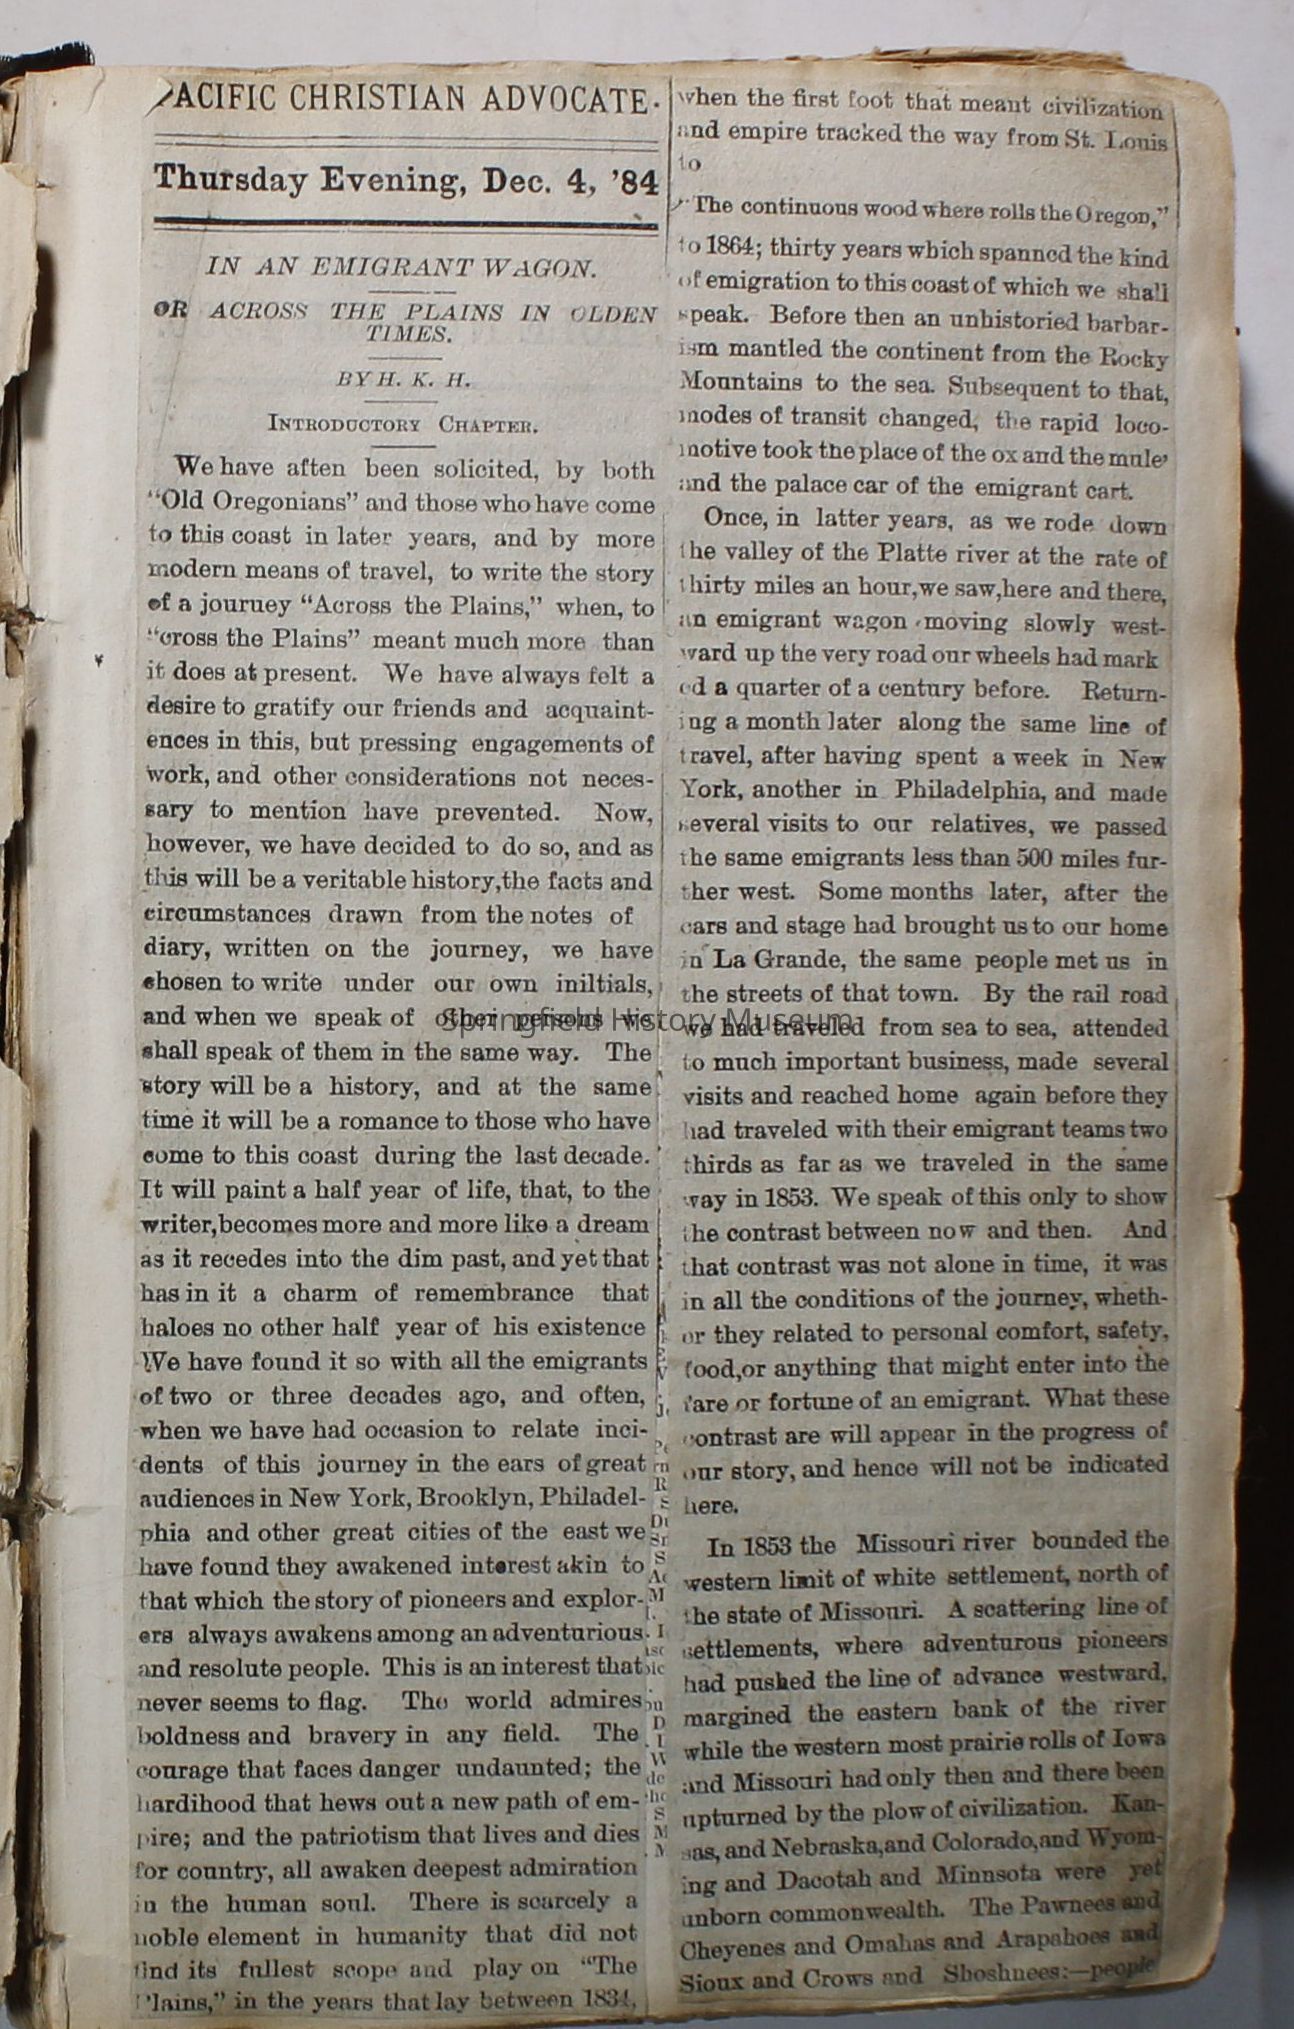 PACIFIC CHRISTIAN ADVOCATE.
Thursday Evening, Dec. 4, '84
IN AN EMIGRANT WAGON.
OR ACROSS THE PLAINS IN OLDEN
TIMES.
BY H. K. H.
INTRODUCTORY CHAPTER.
We have aften been solicited, by both
"Old Oregonians" and those who have come
to this coast in later years, and by more
modern means of travel, to write the story
of a jouruey "Across the Plains," when, to
"cross the Plains" meant much more than
it does at present. We have always felt a
desire to gratify our friends and acquaint-
ences in this, but pressing engagements of
work, and other considerations not neces-
sary to mention have prevented. Now,
however, we have decided to do so, and as
this will be a veritable history,the facts and
circumstances drawn from the notes of
diary, written on the journey, we have
chosen to write under our own iniltials,
and when we speak of other persons we
shall speak of them in the same way. The
story will be a history, and at the same
time it will be a romance to those who have
come to this coast during the last decade.
It will paint a half year of life, that, to the
writer,becomes more and more like a dream
as it recedes into the dim past, and yet that
has in it a charm of remembrance that
haloes no other half year of his existence
We have found it so with all the emigrants
of two or three decades ago, and often,
when we have had occasion to relate inci-
dents of this journey in the ears of great
audiences in New York, Brooklyn, Philadel-
phia and other great cities of the east we
have found they awakened interest akin to
that which the story of pioneers and explor-
ers always awakens among an adventurious
and resolute people. This is an interest that
never seems to flag. The world admires
boldness and bravery in any field. The
courage that faces danger undaunted; the
hardihood that hews out a new path of em-
pire; and the patriotism that lives and dies
for country, all awaken deepest admiration
in the human soul. There is scarcely a
noble element in humanity that did not
find its fullest scope and play on "The
Plains," in the years that lay between 1834,
when the first foot that meant civilization
and empire tracked the way from St. Louis
to
"The continuous wood where rolls the Oregon,"
to 1864; thirty years which spanned the kind
of emigration to this coast of which we shall
speak. Before then an unhistoried barbar-
ism mantled the continent from the Rocky
Mountains to the sea. Subsequent to that,
modes of transit changed, the rapid loco-
motive took the place of the ox and the mule,
and the palace car of the emigrant cart.
Once, in latter years, as we rode down
the valley of the Platte river at the rate of
thirty miles an hour,we saw,here and there,
an emigrant wagon moving slowly west-
ward up the very road our wheels had mark
ed a quarter of a century before. Return-
ing a month later along the same line of
travel, after having spent a week in New
York, another in Philadelphia, and made
several visits to our relatives, we passed
the same emigrants less than 500 miles fur-
ther west. Some months later, after the
cars and stage had brought us to our home
in La Grande, the same people met us in
the streets of that town. By the rail road
we had traveled from sea to sea, attended
to much important business, made several
visits and reached home again before they
had traveled with their emigrant teams two
thirds as far as we traveled in the same
way in 1853. We speak of this only to show
the contrast between now and then. And
that contrast was not alone in time, it was
in all the conditions of the journey, wheth-
er they related to personal comfort, safety,
food,or anything that might enter into the
fare or fortune of an emigrant. What these
contrast are will appear in the progress of
our story, and hence will not be indicated
here.
In 1853 the Missouri river bounded the
western limit of white settlement, north of
the state of Missouri. A scattering line of
settlements, where adventurous pioneers
had pushed the line of advance westward,
margined the eastern bank of the river
while the western most prairie rolls of Iowa
and Missouri had only then and there been
upturned by the plow of civilization. Kan-
sas, and Nebraska,and Colorado,and Wyom-
ing and Dacotah and Minnsota were yet
unborn commonwealth. The Pawnees and
Cheyenes and Omahas and Arapahoes and
Sioux and Crows and Shoshnees:—people
Springfield History Museum